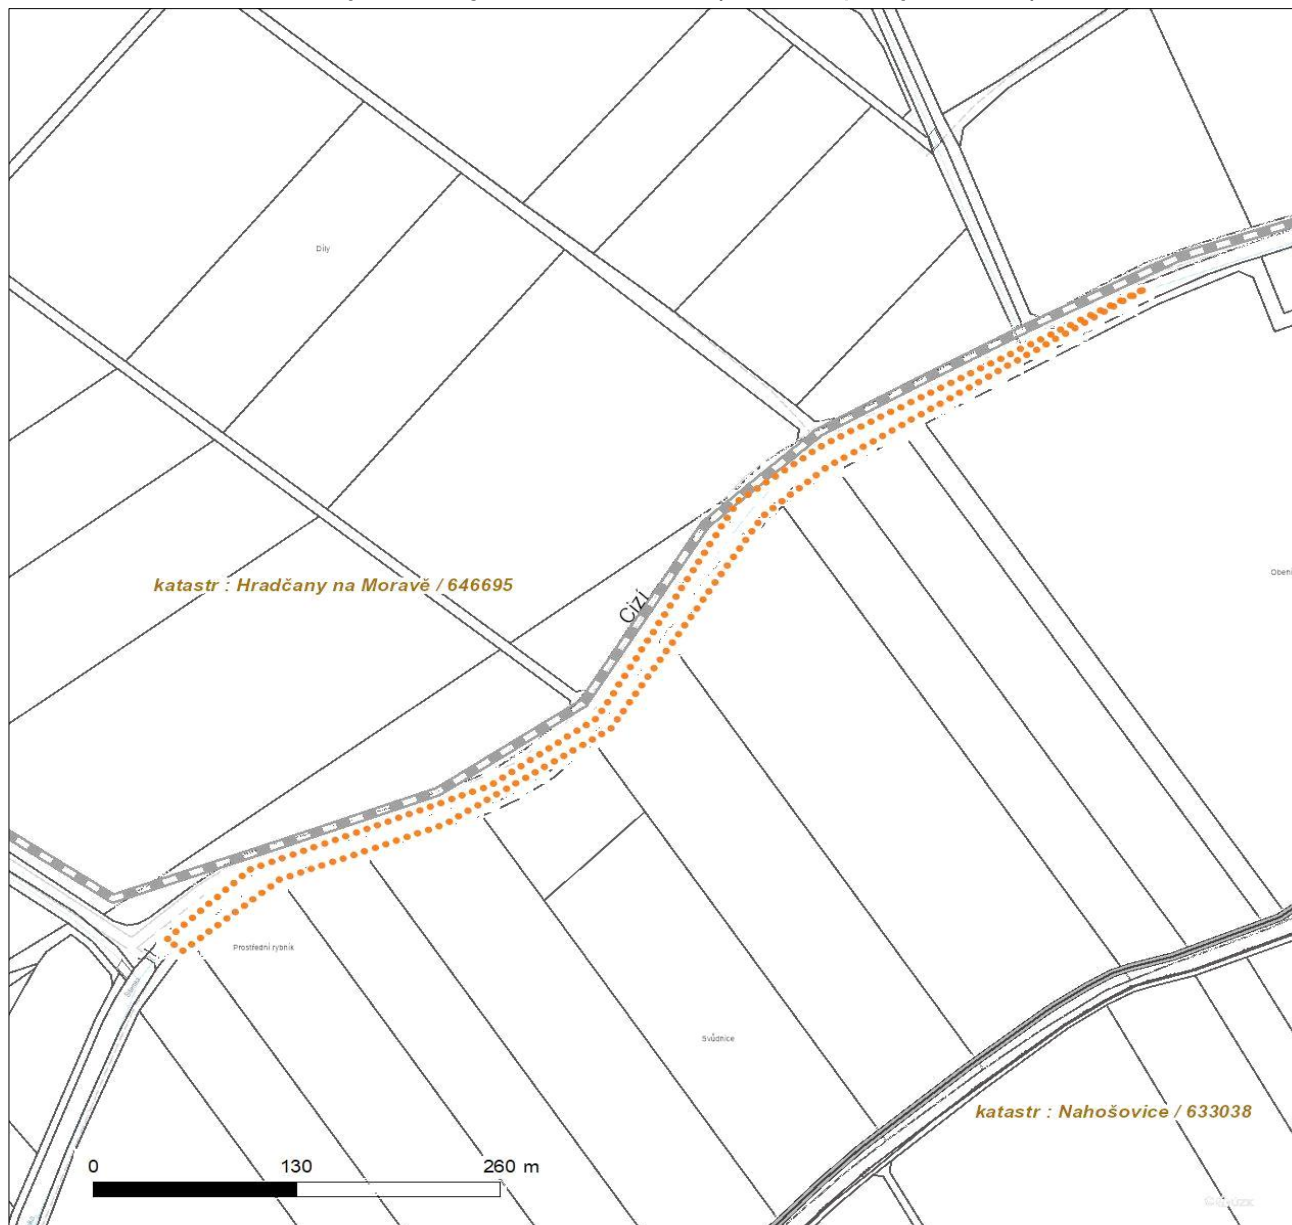 Díly
katastr : Hradčany na Moravě / 646695
Cizí
Prostřední rybník
Svůdnice
katastr : Nahošovice / 633038
0 130 260 m